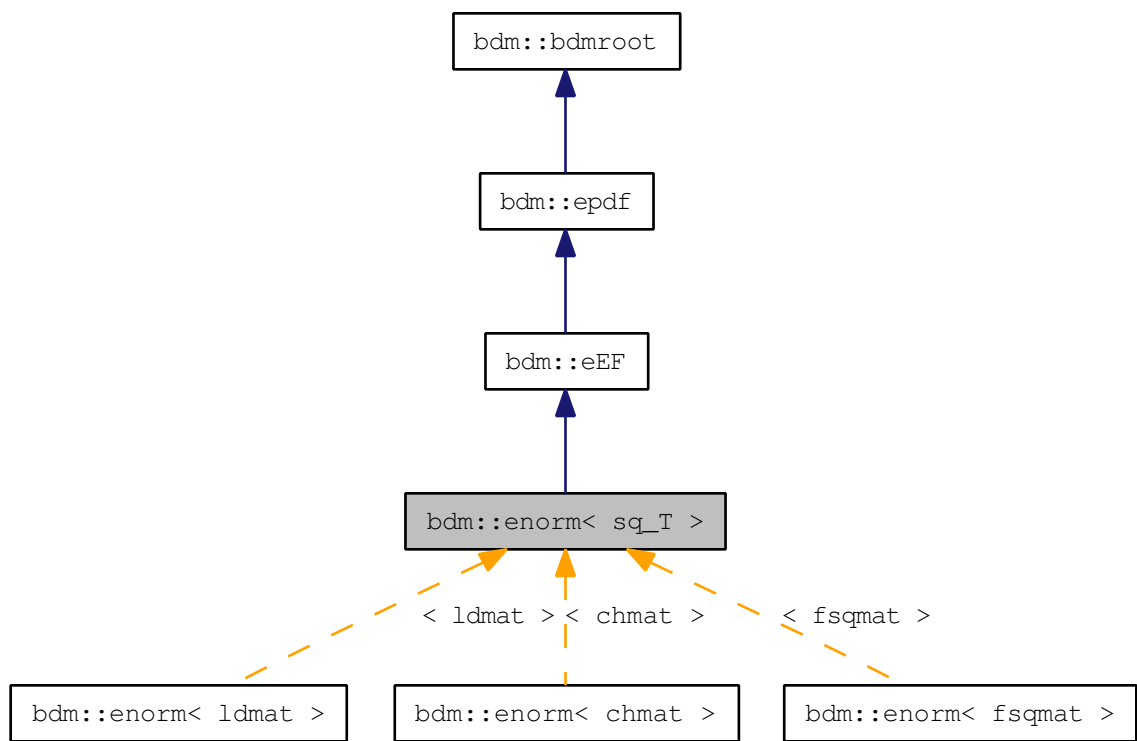 bdm::bdmroot
bdm::epdf
bdm::eEF
bdm::enorm< sq_T >
< ldmat >
< chmat >
< fsqmat >
bdm::enorm< ldmat >
bdm::enorm< chmat >
bdm::enorm< fsqmat >